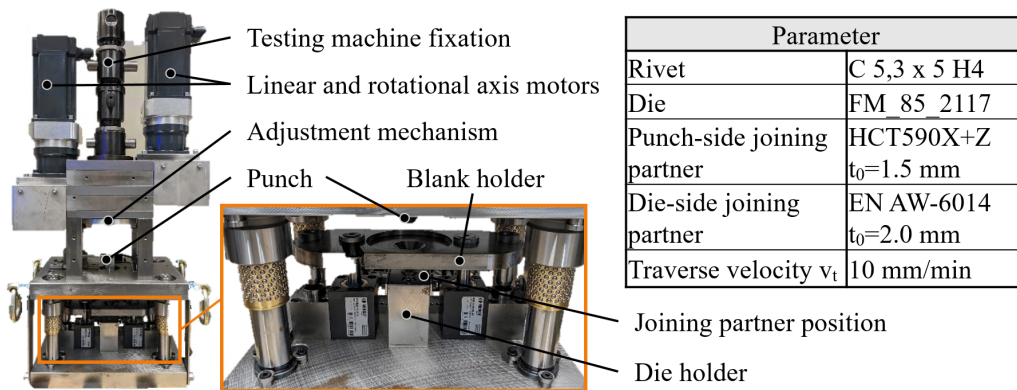 Testing machine fixation
Linear and rotational axis motors
Adjustment mechanism
Punch
Blank holder
Joining partner position
Die holder
Parameter
Rivet C 5,3 x 5 H4
Die FM_85_2117
Punch-side joining HCT590X+Z
partner t₀=1.5 mm
Die-side joining EN AW-6014
partner t₀=2.0 mm
Traverse velocity vₜ 10 mm/min